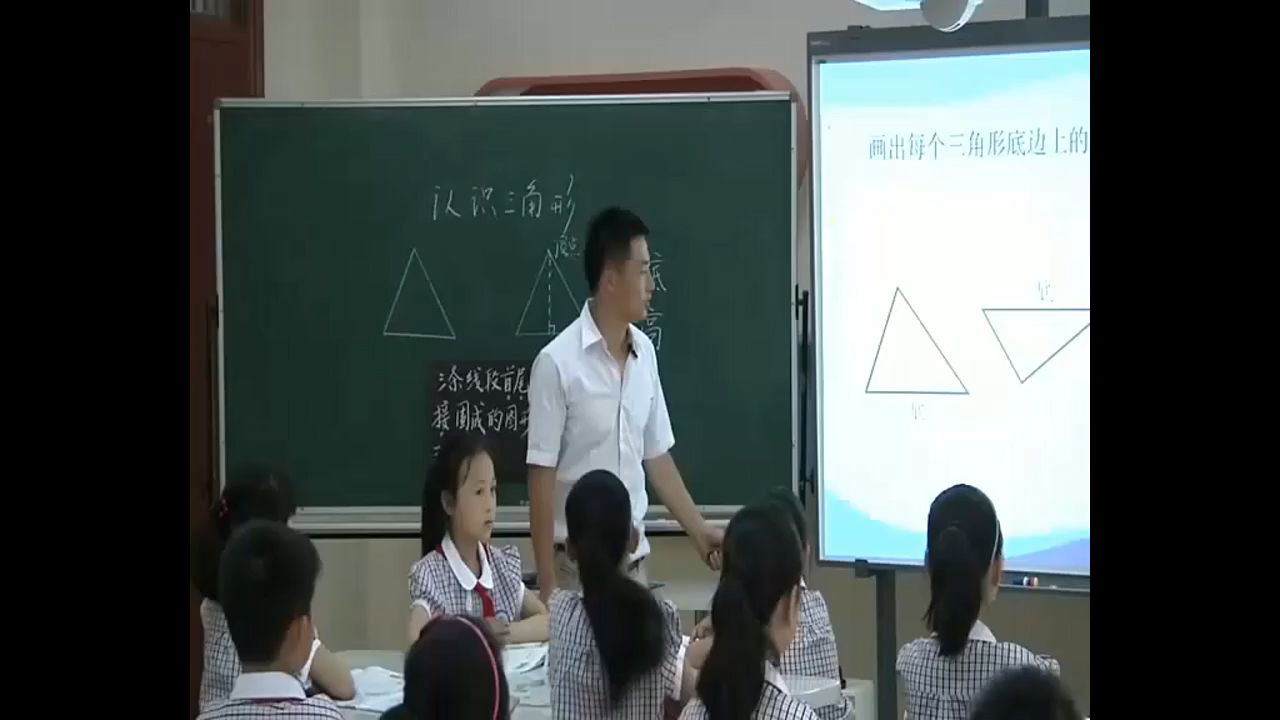 认识三角形
顶点
底
高
三条线段首尾
接围成的图形
画出每个三角形底边上的
底
底